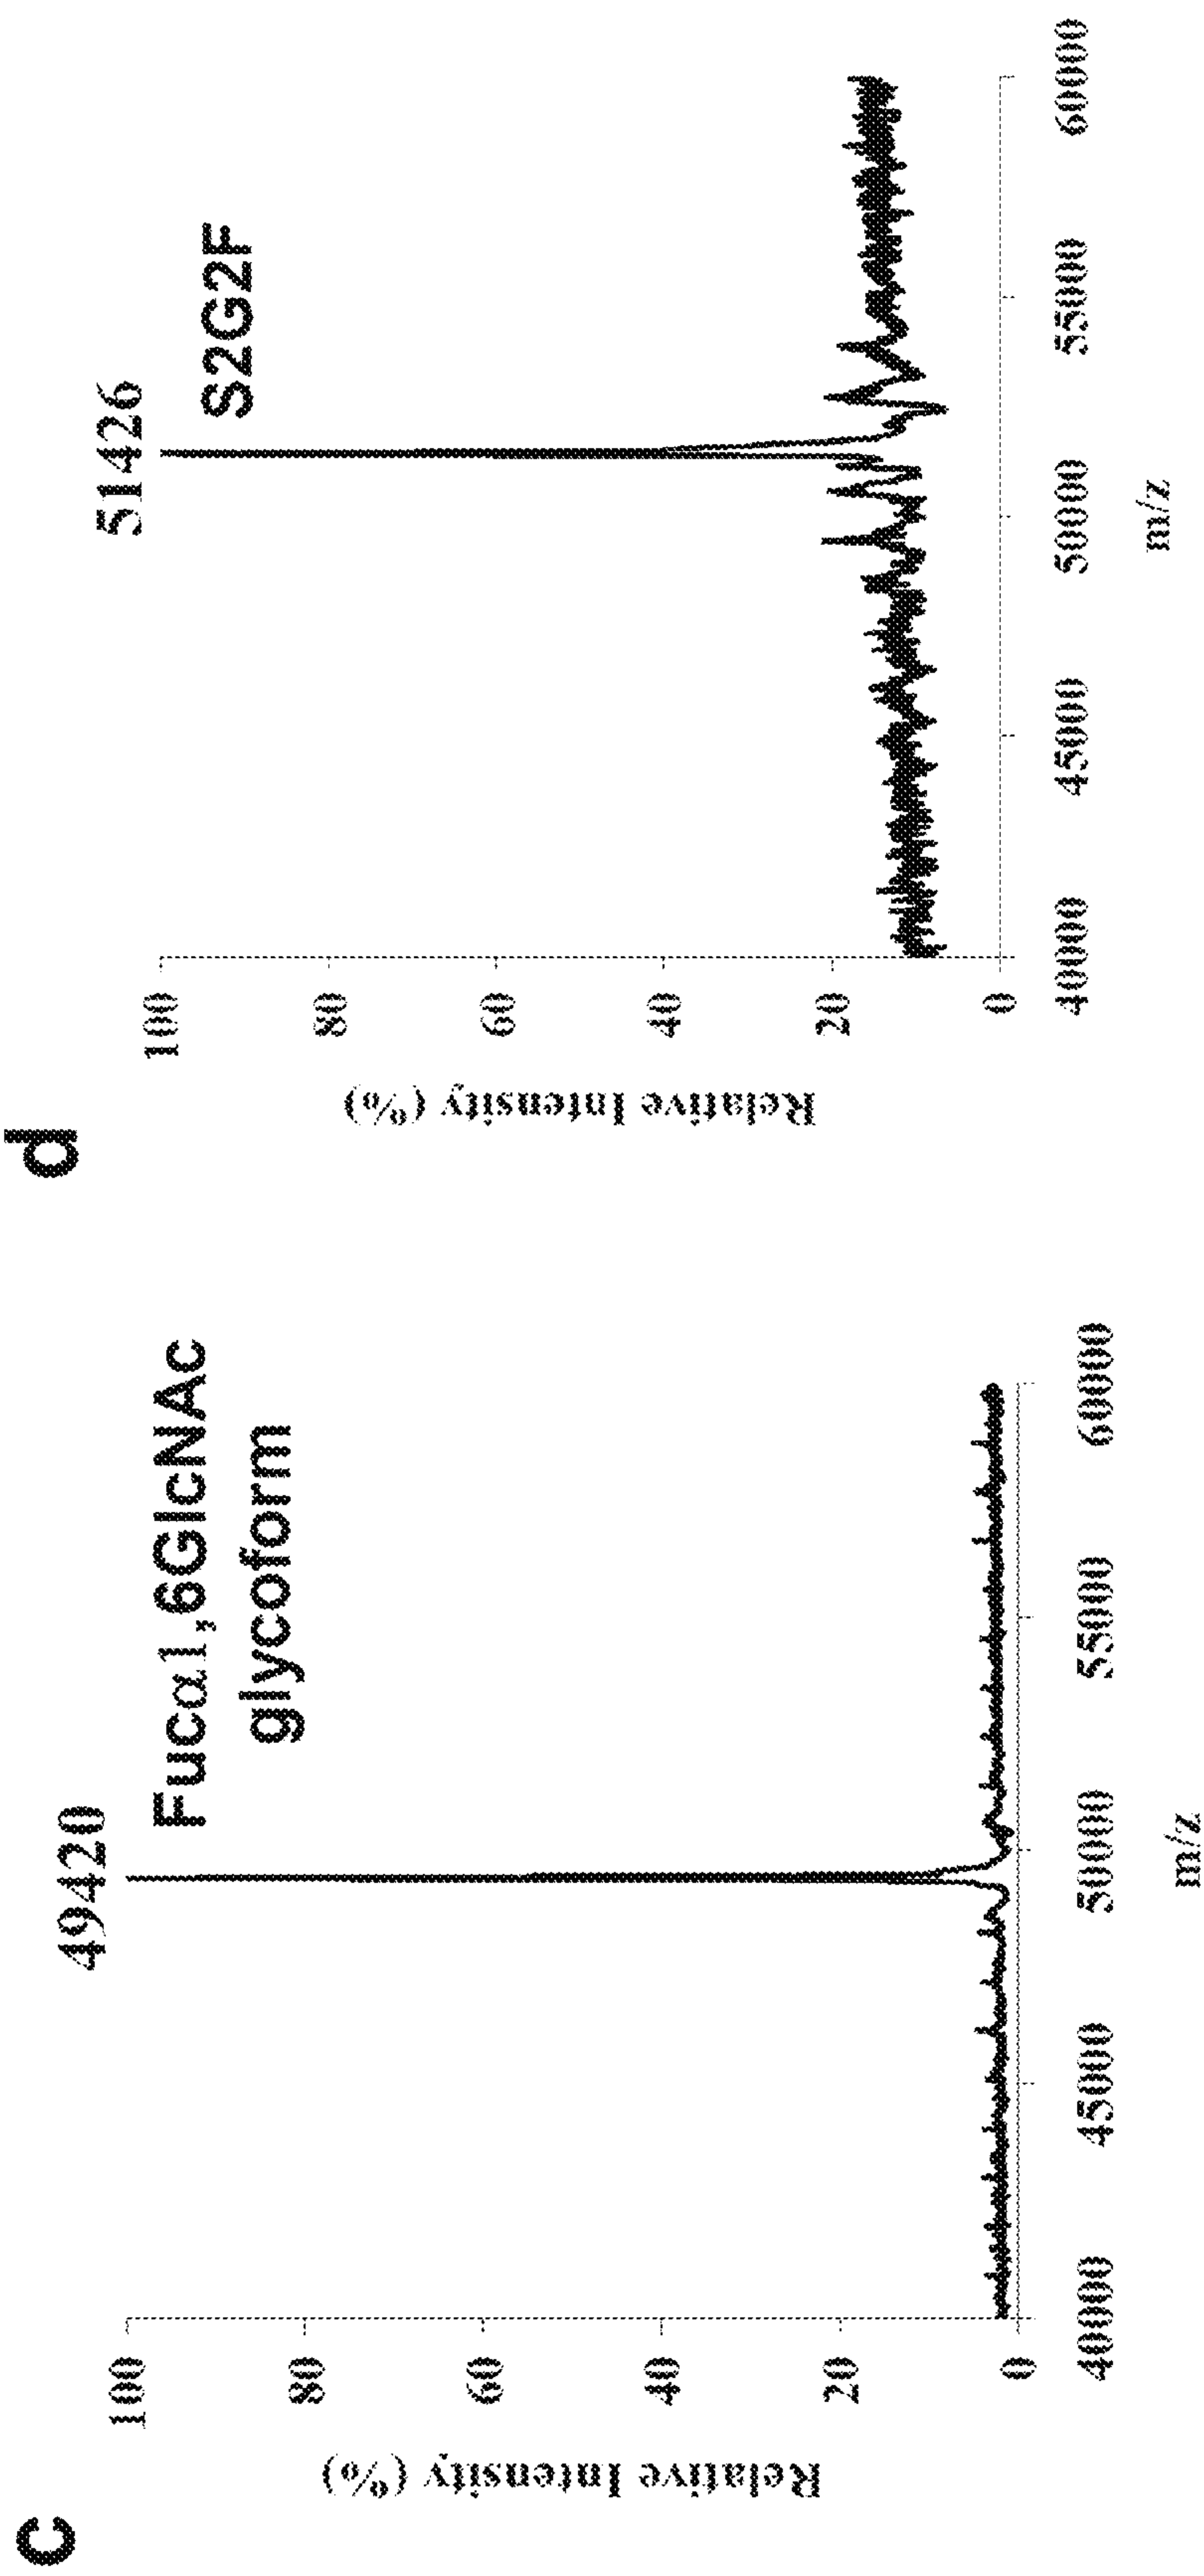 c
49420
Fucα1,6GlcNAc
glycoform
Relative Intensity (%)
100
80
60
40
20
0
40000 45000 50000 55000 60000
m/z
d
51426
S2G2F
Relative Intensity (%)
100
80
60
40
20
0
40000 45000 50000 55000 60000
m/z